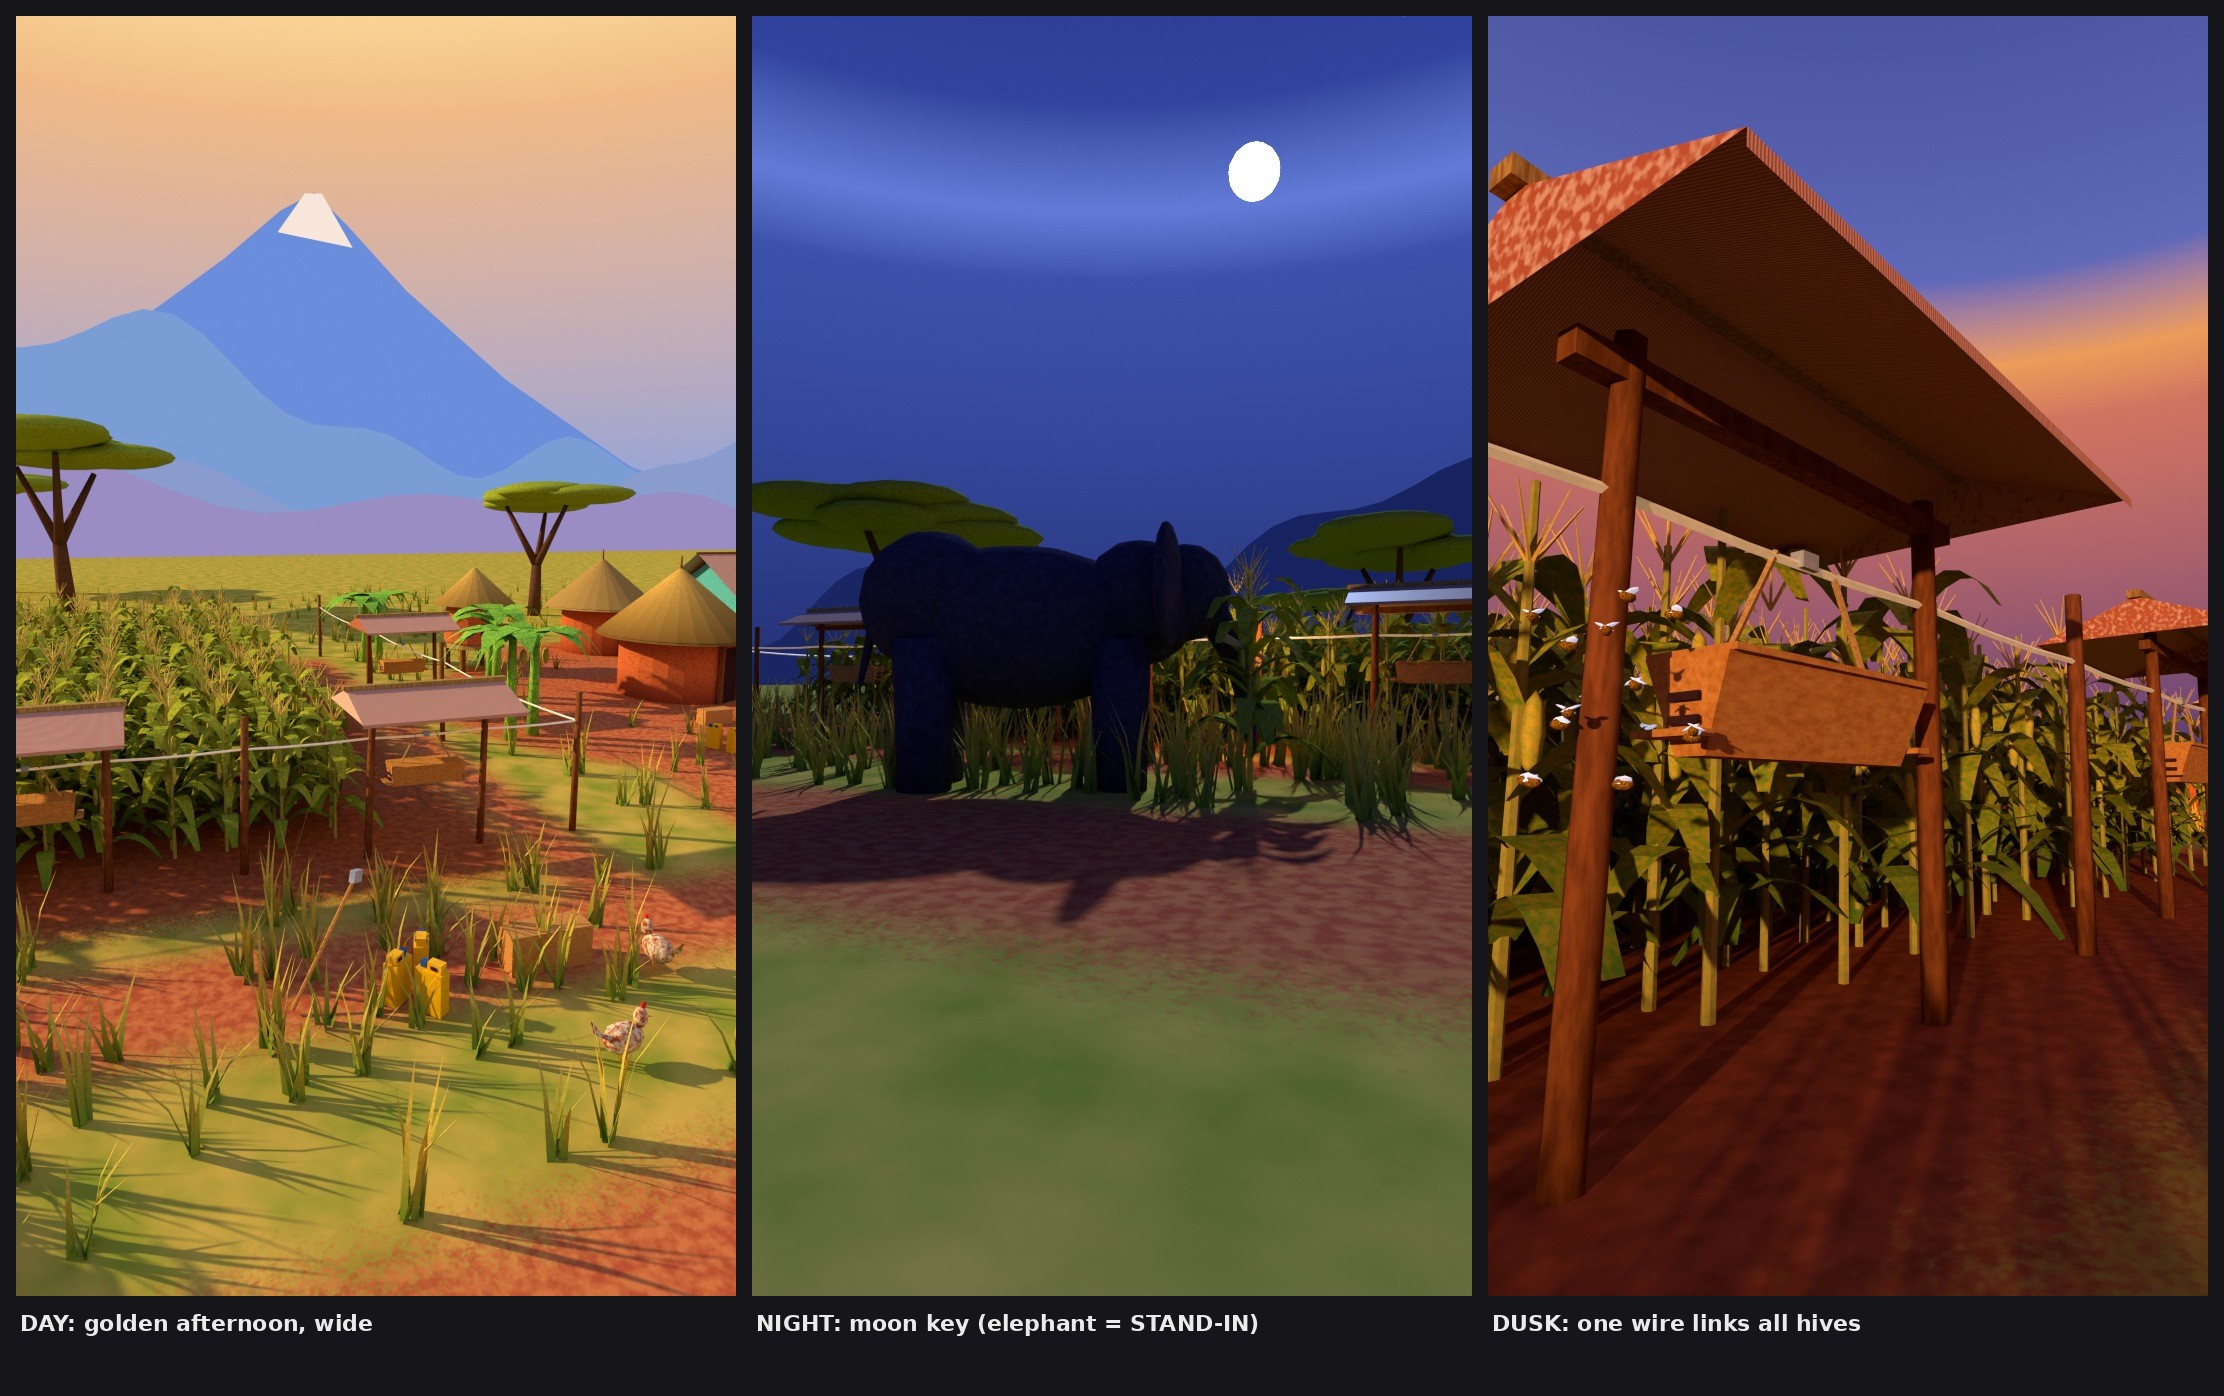 DAY: golden afternoon, wide
NIGHT: moon key (elephant = STAND-IN)
DUSK: one wire links all hives